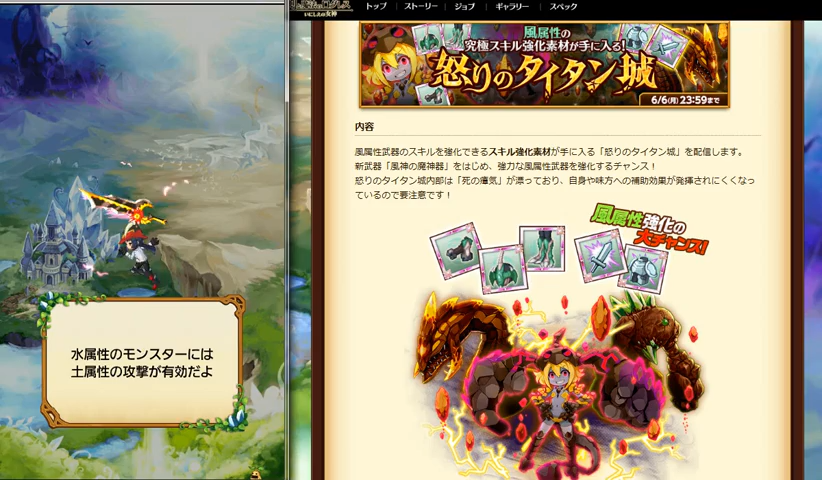 水属性のモンスターには
土属性の攻撃が有効だよ
いにしえの女神
トップ ストーリー ジョブ ギャラリー スペック
風属性の
究極スキル強化素材が手に入る!
怒りのタイタン城
6/6(月)23:59まで
内容
風属性武器のスキルを強化できるスキル強化素材が手に入る「怒りのタイタン城」を配信します。
新武器「風神の魔神器」をはじめ、強力な風属性武器を強化するチャンス！
怒りのタイタン城内部は「死の瘴気」が漂っており、自身や味方への補助効果が発揮されにくくなっ
ているので要注意です！
風属性強化の
大チャンス!